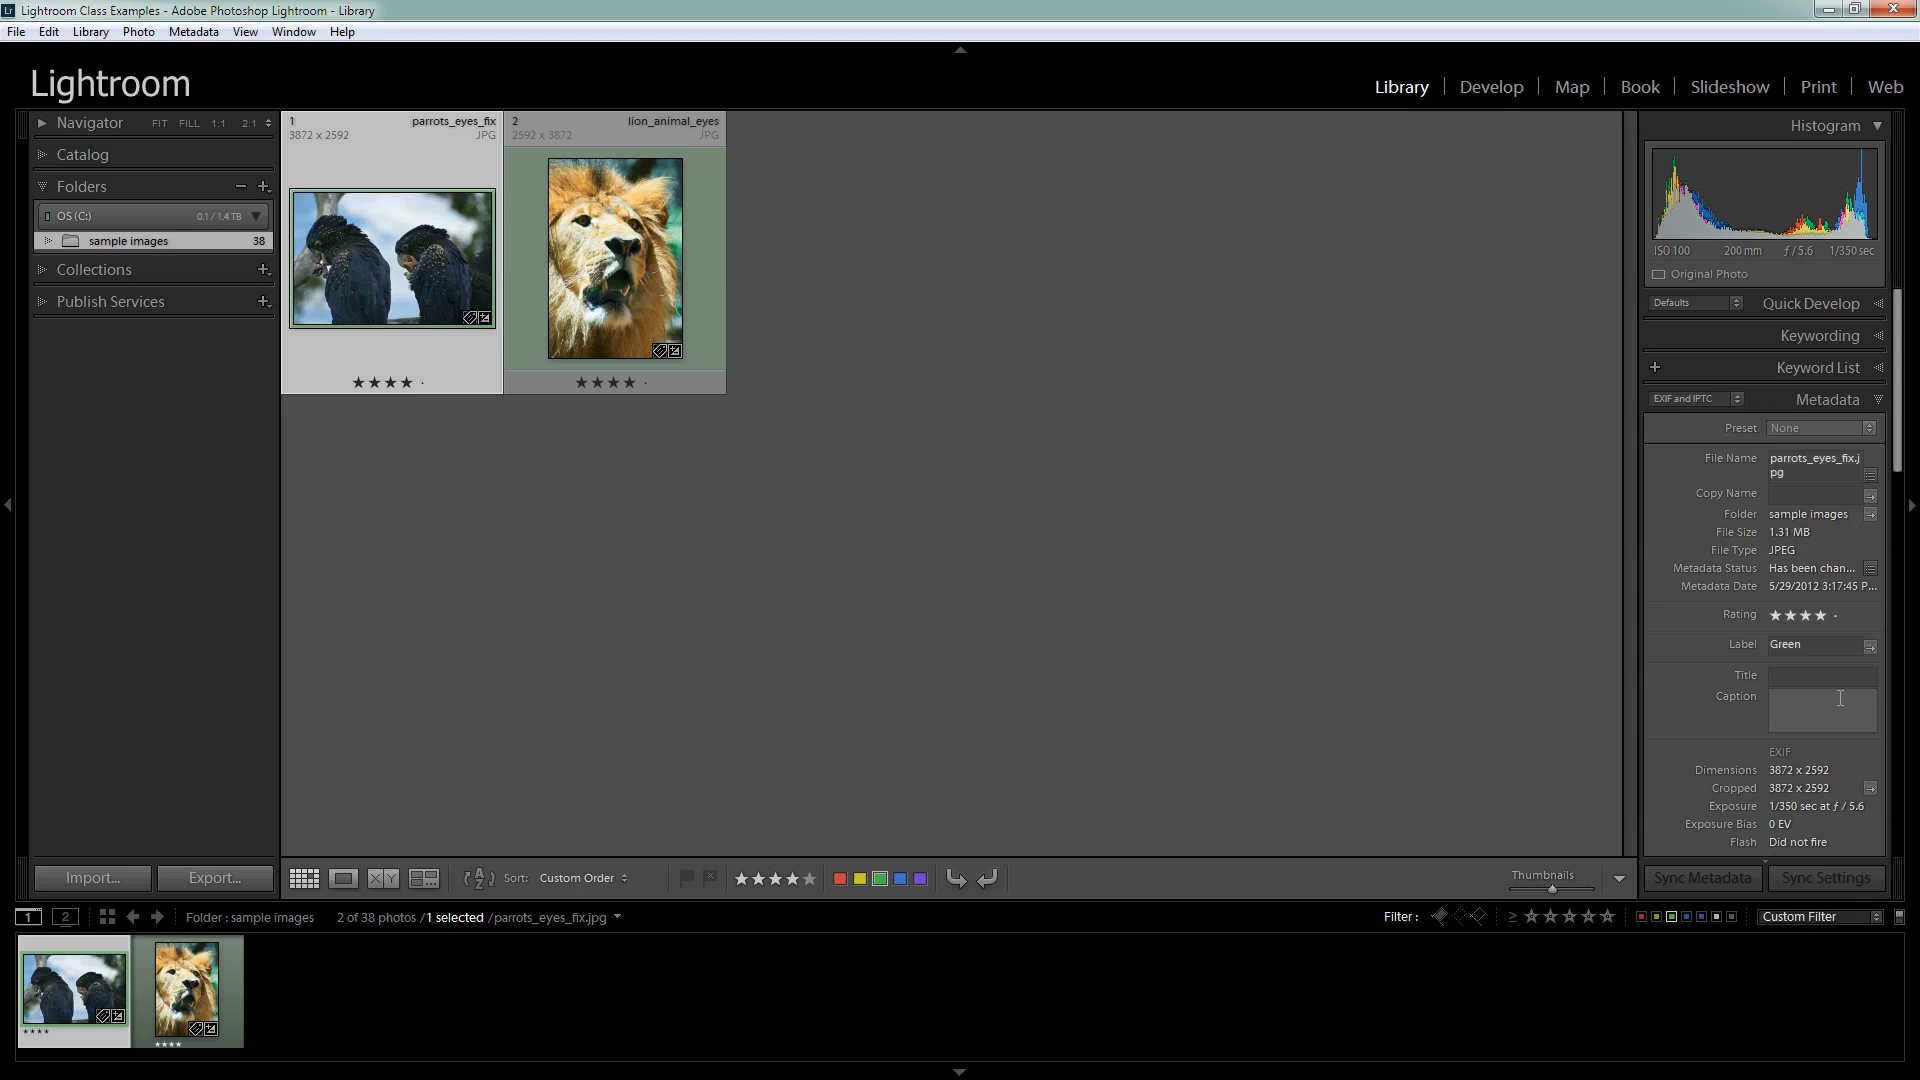 Lr Lightroom Class Examples - Adobe Photoshop Lightroom - Library
File Edit Library Photo Metadata View Window Help
Lightroom
Library Develop Map Book Slideshow Print Web
Navigator FIT FILL 1:1 2:1
Catalog
Folders
OS (C:) 0.1 / 1.4 TB
sample images 38
Collections
Publish Services
1 parrots_eyes_fix
3872 x 2592 JPG
2 lion_animal_eyes
2592 x 3872 JPG
Histogram
ISO 100 200 mm ƒ / 5.6 1/350 sec
Original Photo
Defaults Quick Develop
Keywording
Keyword List
EXIF and IPTC Metadata
Preset None
File Name parrots_eyes_fix.j
pg
Copy Name
Folder sample images
File Size 1.31 MB
File Type JPEG
Metadata Status Has been chan...
Metadata Date 5/29/2012 3:17:45 P...
Rating
Label Green
Title
Caption
EXIF
Dimensions 3872 x 2592
Cropped 3872 x 2592
Exposure 1/350 sec at ƒ / 5.6
Exposure Bias 0 EV
Flash Did not fire
Import... Export...
XY AZ Sort: Custom Order
Thumbnails
Sync Metadata Sync Settings
1 2 Folder : sample images 2 of 38 photos / 1 selected / parrots_eyes_fix.jpg
Filter : ≥ Custom Filter